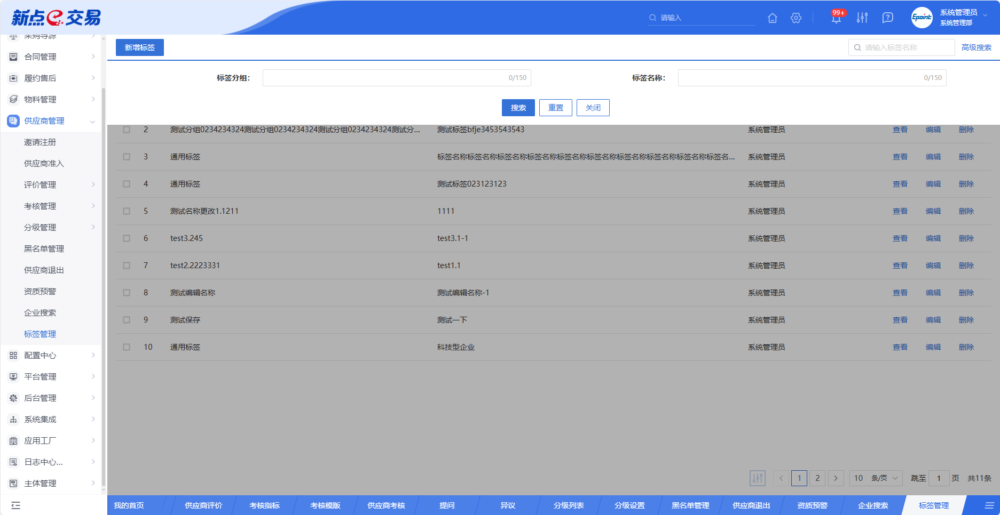 新点e交易
请输入
99+
Epoint
系统管理员
系统管理部
采购寻源
合同管理
履约售后
物料管理
供应商管理
邀请注册
供应商准入
评价管理
考核管理
分级管理
黑名单管理
供应商退出
资质预警
企业搜索
标签管理
配置中心
平台管理
后台管理
系统集成
应用工厂
日志中心...
主体管理
新增标签
请输入标签名称
高级搜索
标签分组：
0/150
标签名称：
0/150
搜索 重置 关闭
2 测试分组0234234324测试分组0234234324测试分组0234234324测试分... 测试标签bfje3453543543 系统管理员 查看 编辑 删除
3 通用标签 标签名称标签名称标签名称标签名称标签名称标签名称标签名称标签名称标签名称标签名... 系统管理员 查看 编辑 删除
4 通用标签 测试标签023123123 系统管理员 查看 编辑 删除
5 测试名称更改1.1211 1111 系统管理员 查看 编辑 删除
6 test3.245 test3.1-1 系统管理员 查看 编辑 删除
7 test2.2223331 test1.1 系统管理员 查看 编辑 删除
8 测试编辑名称 测试编辑名称-1 系统管理员 查看 编辑 删除
9 测试保存 测试一下 系统管理员 查看 编辑 删除
10 通用标签 科技型企业 系统管理员 查看 编辑 删除
1 2 10 条/页 跳至 1 页 共11条
我的首页 供应商评价 考核指标 考核模版 供应商考核 提问 异议 分级列表 分级设置 黑名单管理 供应商退出 资质预警 企业搜索 标签管理